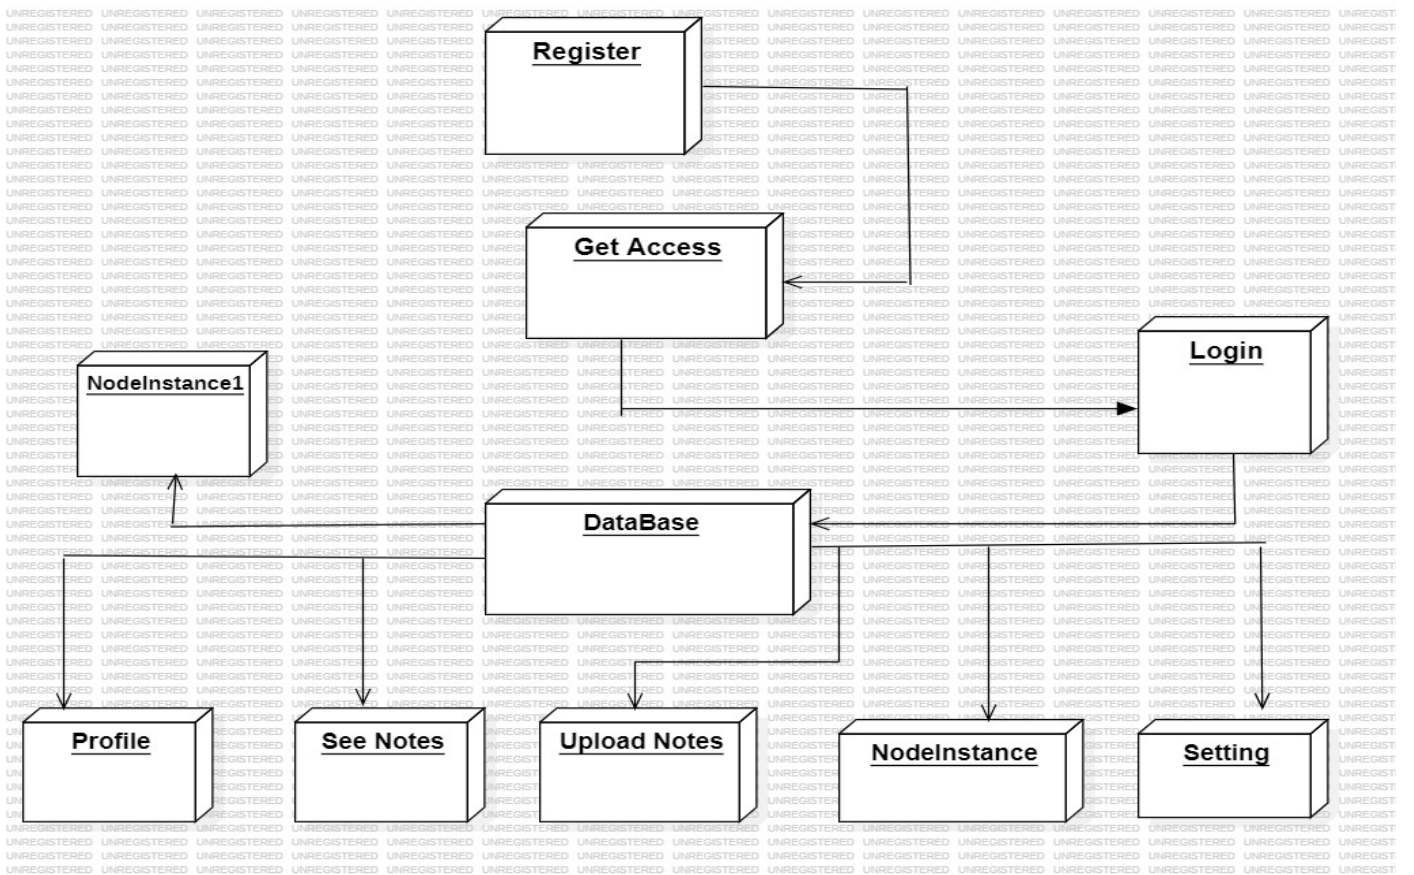 Register
Get Access
Login
NodeInstance1
DataBase
Profile
See Notes
Upload Notes
NodeInstance
Setting
UNREGISTERED